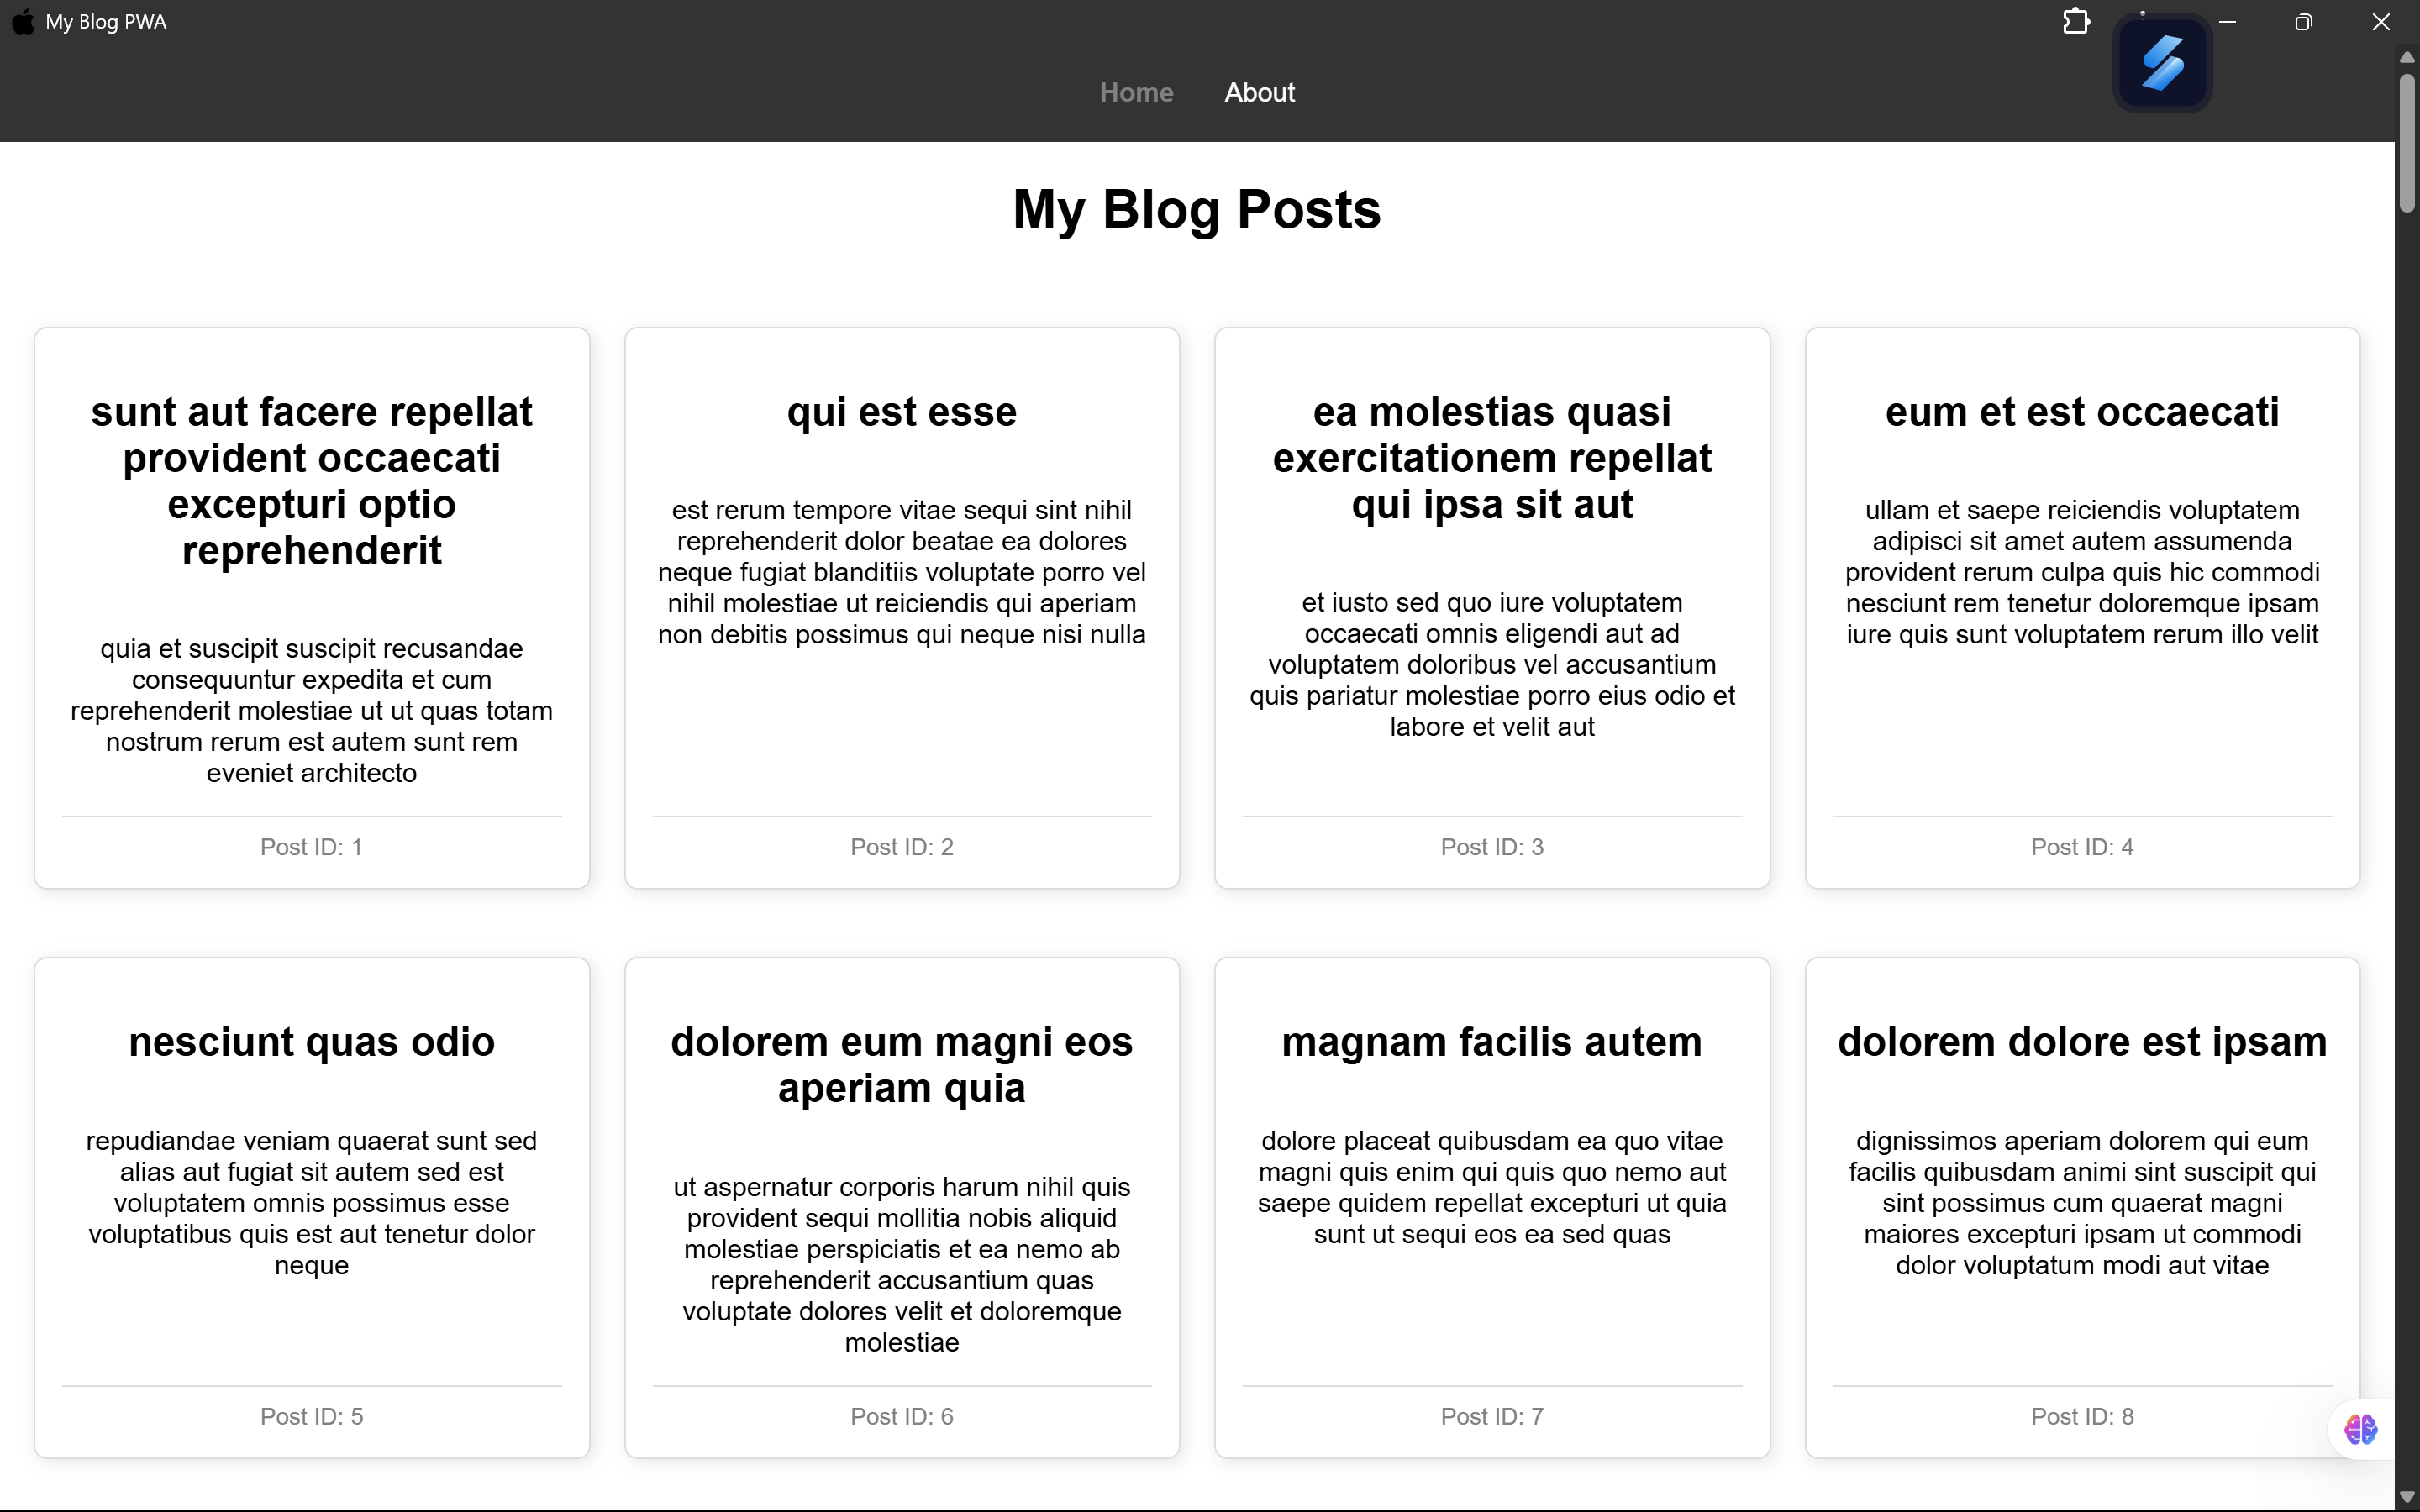 My Blog PWA
Home About
My Blog Posts
sunt aut facere repellat
provident occaecati
excepturi optio
reprehenderit
quia et suscipit suscipit recusandae
consequuntur expedita et cum
reprehenderit molestiae ut ut quas totam
nostrum rerum est autem sunt rem
eveniet architecto
Post ID: 1
qui est esse
est rerum tempore vitae sequi sint nihil
reprehenderit dolor beatae ea dolores
neque fugiat blanditiis voluptate porro vel
nihil molestiae ut reiciendis qui aperiam
non debitis possimus qui neque nisi nulla
Post ID: 2
ea molestias quasi
exercitationem repellat
qui ipsa sit aut
et iusto sed quo iure voluptatem
occaecati omnis eligendi aut ad
voluptatem doloribus vel accusantium
quis pariatur molestiae porro eius odio et
labore et velit aut
Post ID: 3
eum et est occaecati
ullam et saepe reiciendis voluptatem
adipisci sit amet autem assumenda
provident rerum culpa quis hic commodi
nesciunt rem tenetur doloremque ipsam
iure quis sunt voluptatem rerum illo velit
Post ID: 4
nesciunt quas odio
repudiandae veniam quaerat sunt sed
alias aut fugiat sit autem sed est
voluptatem omnis possimus esse
voluptatibus quis est aut tenetur dolor
neque
Post ID: 5
dolorem eum magni eos
aperiam quia
ut aspernatur corporis harum nihil quis
provident sequi mollitia nobis aliquid
molestiae perspiciatis et ea nemo ab
reprehenderit accusantium quas
voluptate dolores velit et doloremque
molestiae
Post ID: 6
magnam facilis autem
dolore placeat quibusdam ea quo vitae
magni quis enim qui quis quo nemo aut
saepe quidem repellat excepturi ut quia
sunt ut sequi eos ea sed quas
Post ID: 7
dolorem dolore est ipsam
dignissimos aperiam dolorem qui eum
facilis quibusdam animi sint suscipit qui
sint possimus cum quaerat magni
maiores excepturi ipsam ut commodi
dolor voluptatum modi aut vitae
Post ID: 8